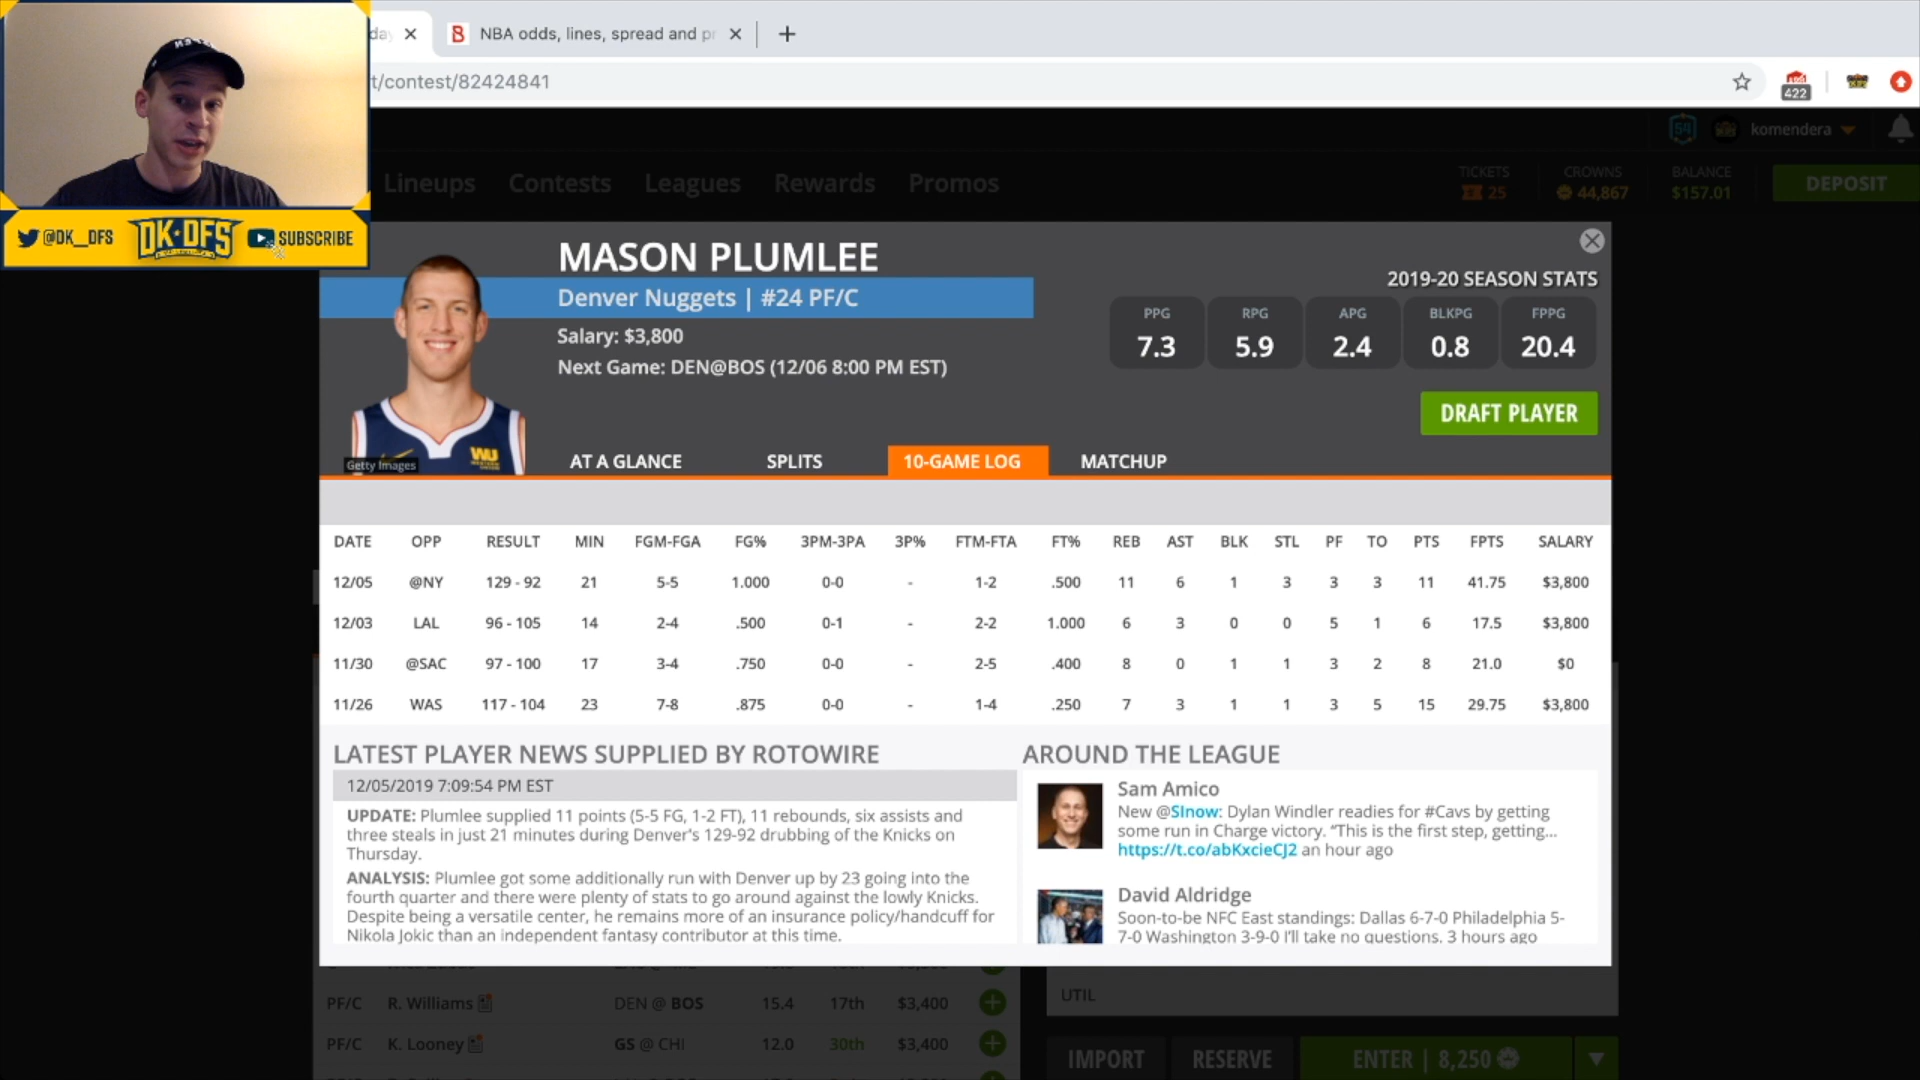 NBA odds, lines, spread and pr
t/contest/82424841
422
54
komendera
Lineups Contests Leagues Rewards Promos
TICKETS
25
CROWNS
44,867
BALANCE
$157.01
DEPOSIT
@DK__DFS
DK DFS
SUBSCRIBE
MASON PLUMLEE
Denver Nuggets | #24 PF/C
Salary: $3,800
Next Game: DEN@BOS (12/06 8:00 PM EST)
2019-20 SEASON STATS
PPG RPG APG BLKPG FPPG
7.3 5.9 2.4 0.8 20.4
DRAFT PLAYER
WU
Getty Images
AT A GLANCE SPLITS 10-GAME LOG MATCHUP
DATE OPP RESULT MIN FGM-FGA FG% 3PM-3PA 3P% FTM-FTA FT% REB AST BLK STL PF TO PTS FPTS SALARY
12/05 @NY 129 - 92 21 5-5 1.000 0-0 - 1-2 .500 11 6 1 3 3 3 11 41.75 $3,800
12/03 LAL 96 - 105 14 2-4 .500 0-1 - 2-2 1.000 6 3 0 0 5 1 6 17.5 $3,800
11/30 @SAC 97 - 100 17 3-4 .750 0-0 - 2-5 .400 8 0 1 1 3 2 8 21.0 $0
11/26 WAS 117 - 104 23 7-8 .875 0-0 - 1-4 .250 7 3 1 1 3 5 15 29.75 $3,800
LATEST PLAYER NEWS SUPPLIED BY ROTOWIRE
12/05/2019 7:09:54 PM EST
UPDATE: Plumlee supplied 11 points (5-5 FG, 1-2 FT), 11 rebounds, six assists and
three steals in just 21 minutes during Denver's 129-92 drubbing of the Knicks on
Thursday.
ANALYSIS: Plumlee got some additionally run with Denver up by 23 going into the
fourth quarter and there were plenty of stats to go around against the lowly Knicks.
Despite being a versatile center, he remains more of an insurance policy/handcuff for
Nikola Jokic than an independent fantasy contributor at this time.
AROUND THE LEAGUE
Sam Amico
New @SInow: Dylan Windler readies for #Cavs by getting
some run in Charge victory. "This is the first step, getting...
https://t.co/abKxcieCJ2 an hour ago
David Aldridge
Soon-to-be NFC East standings: Dallas 6-7-0 Philadelphia 5-
7-0 Washington 3-9-0 I'll take no questions. 3 hours ago
PF/C R. Williams DEN @ BOS 15.4 17th $3,400
PF/C K. Looney GS @ CHI 12.0 30th $3,400
UTIL
IMPORT RESERVE ENTER | 8,250